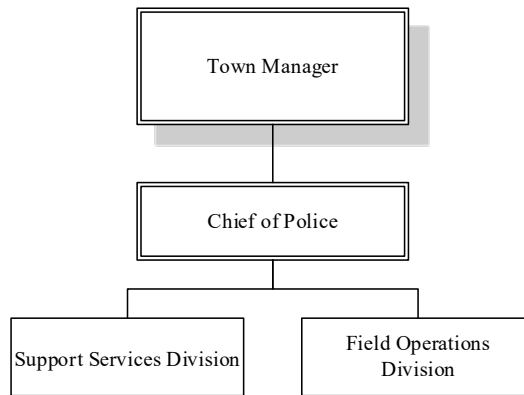 Town Manager
Chief of Police
Support Services Division
Field Operations
Division